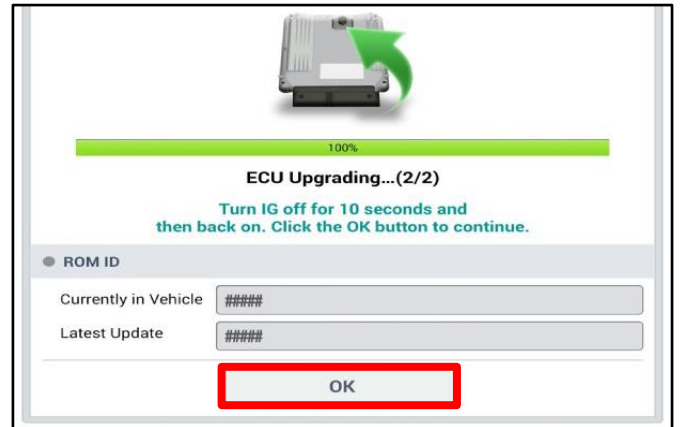 100%
ECU Upgrading...(2/2)
Turn IG off for 10 seconds and
then back on. Click the OK button to continue.
ROM ID
Currently in Vehicle #####
Latest Update #####
OK